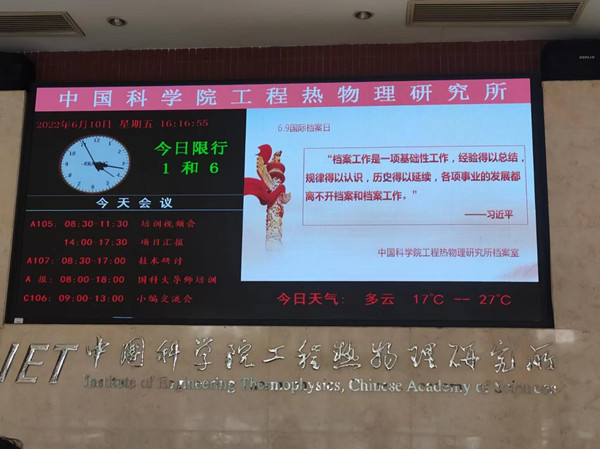 中国科学院工程热物理研究所
2022年6月10日 星期五 16:16:55
今日限行
1 和 6
今天会议
A105: 08:30-11:30 培训视频会
14:00-17:30 项目汇报
A107: 08:30-17:00 技术研讨
A 报: 08:00-18:00 国科大导师培训
C106: 09:00-13:00 小编交流会
6.9国际档案日
“档案工作是一项基础性工作，经验得以总结，
规律得以认识，历史得以延续，各项事业的发展都
离不开档案和档案工作。”
——习近平
中国科学院工程热物理研究所档案室
今日天气: 多云 17°C -- 27°C
IET 中国科学院工程热物理研究所
Institute of Engineering Thermophysics, Chinese Academy of Sciences